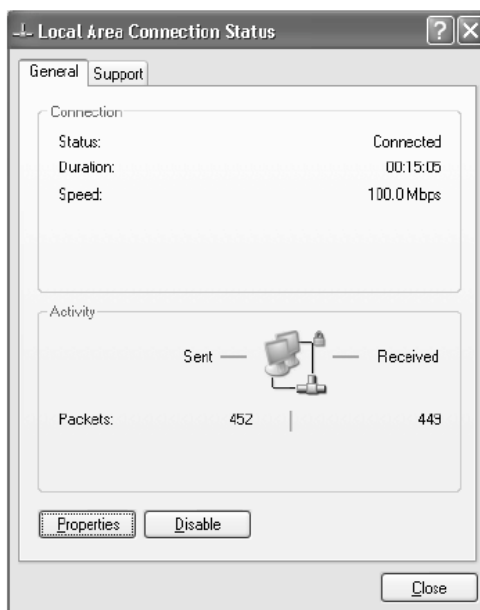 Local Area Connection Status
General Support
Connection
Status: Connected
Duration: 00:15:05
Speed: 100.0 Mbps
Activity
Sent Received
Packets: 452 449
Properties Disable
Close